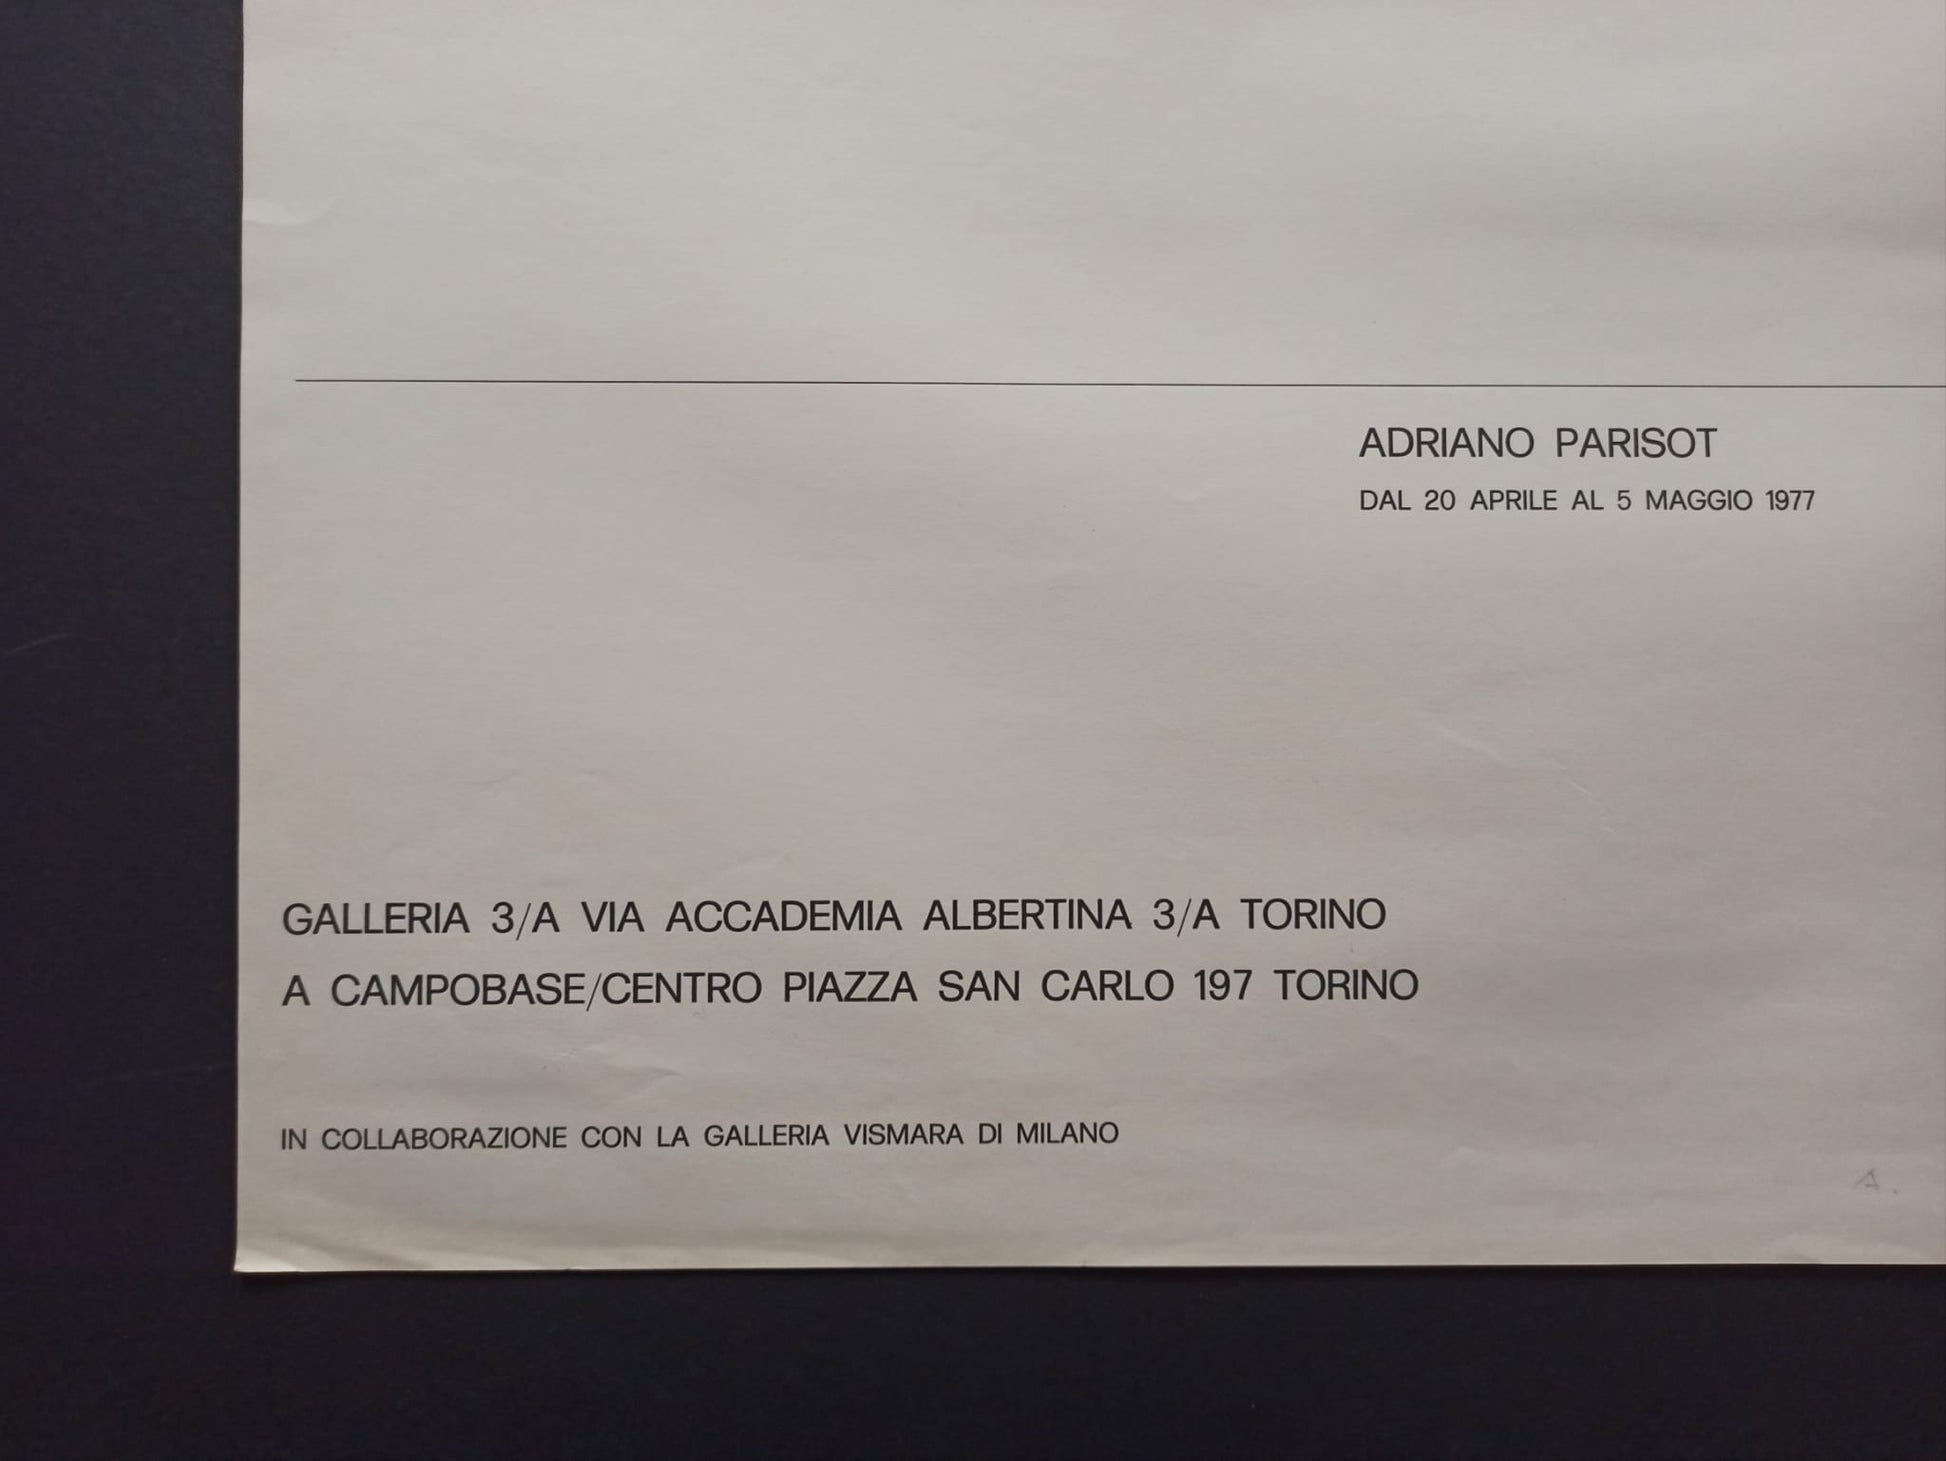 ADRIANO PARISOT
DAL 20 APRILE AL 5 MAGGIO 1977
GALLERIA 3/A VIA ACCADEMIA ALBERTINA 3/A TORINO
A CAMPOBASE/CENTRO PIAZZA SAN CARLO 197 TORINO
IN COLLABORAZIONE CON LA GALLERIA VISMARA DI MILANO
A.